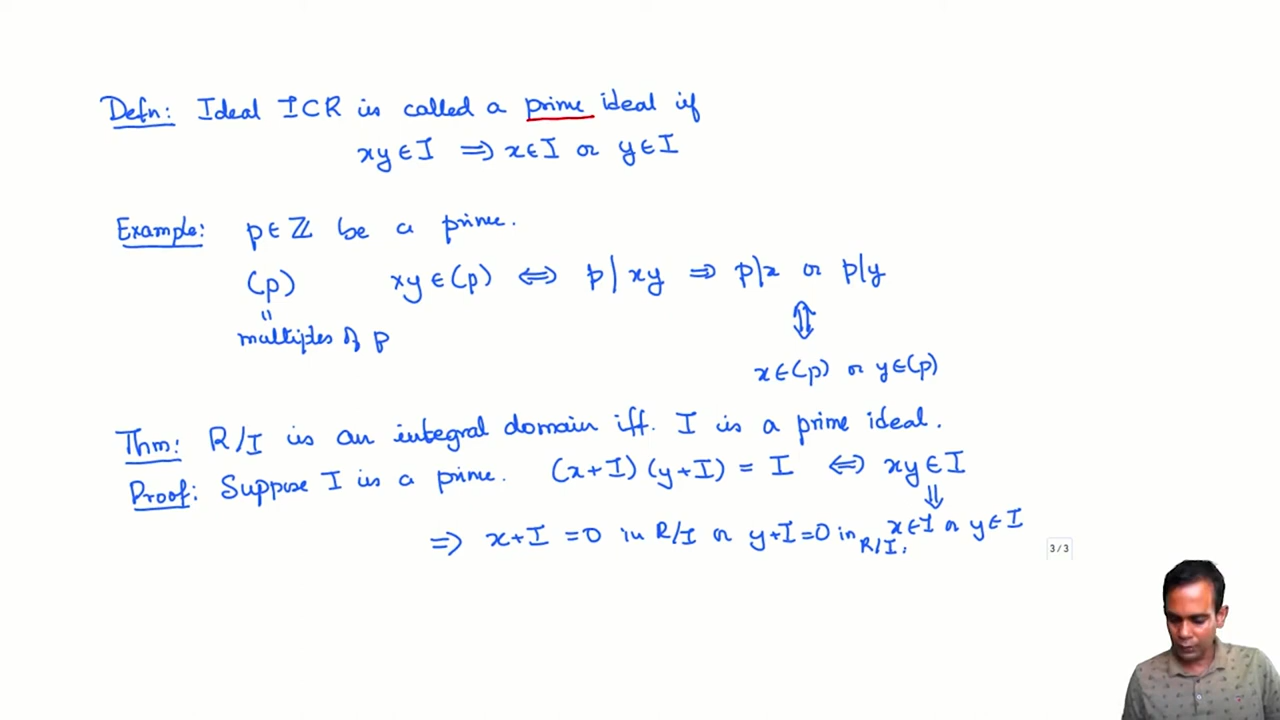 Defn: Ideal I⊂R is called a prime ideal if
xy ∈ I ⟹ x∈I or y∈I
Example: p∈ℤ be a prime.
(p) xy∈(p) ⟺ p | xy ⇒ p|x or p|y
"
multiples of p
⇕
x∈(p) or y∈(p)
Thm: R/I is an integral domain iff. I is a prime ideal.
Proof: Suppose I is a prime. (x+I)(y+I) = I ⟺ xy∈I
⇓
x∈I or y∈I
⟹ x+I =0 in R/I or y+I=0 in R/I.
3/3